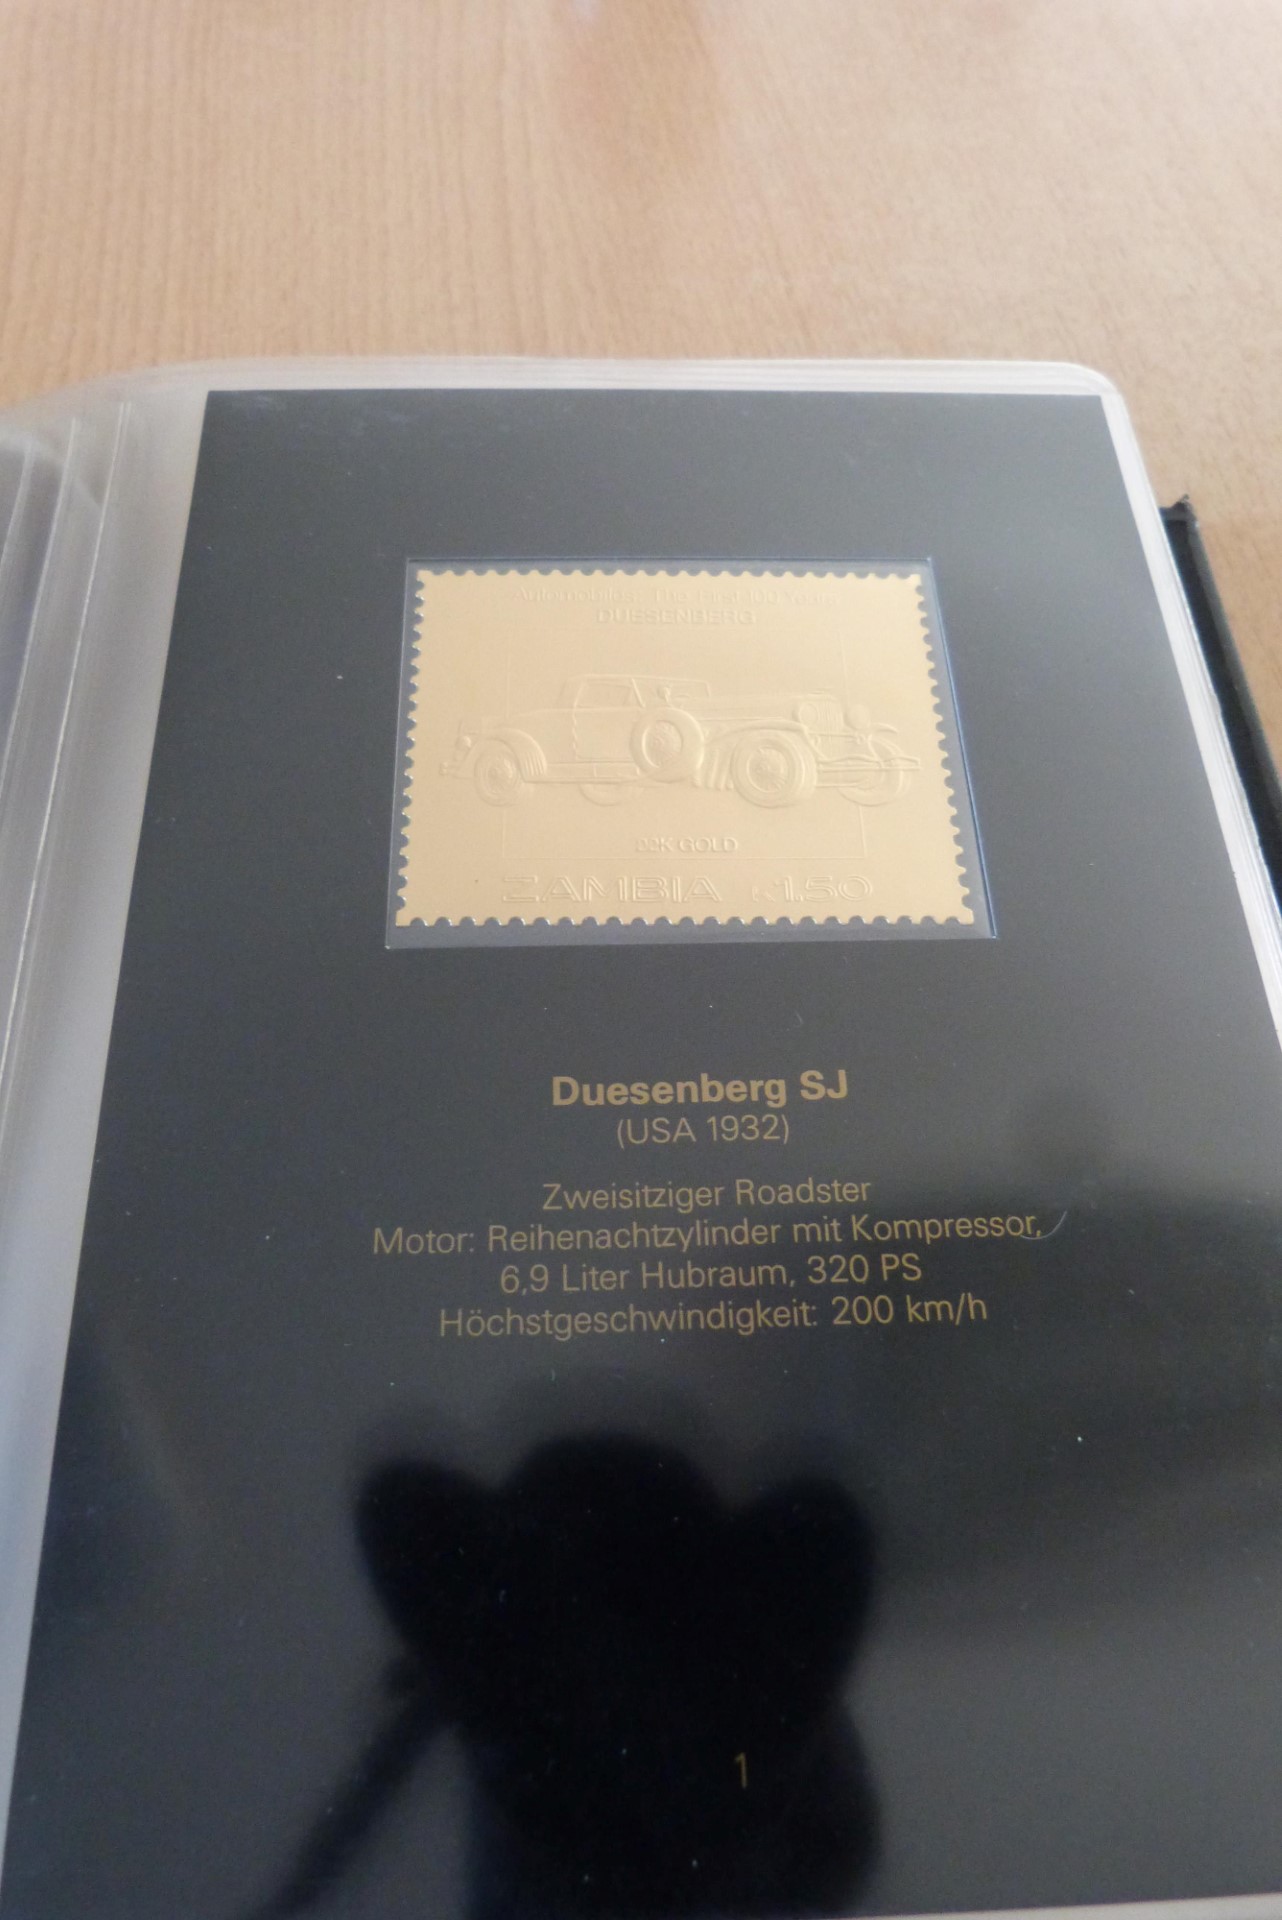 Automobiles: The First 100 Years
DUESENBERG
22K GOLD
ZAMBIA K1.50
Duesenberg SJ
(USA 1932)
Zweisitziger Roadster
Motor: Reihenachtzylinder mit Kompressor,
6,9 Liter Hubraum, 320 PS
Höchstgeschwindigkeit: 200 km/h
1